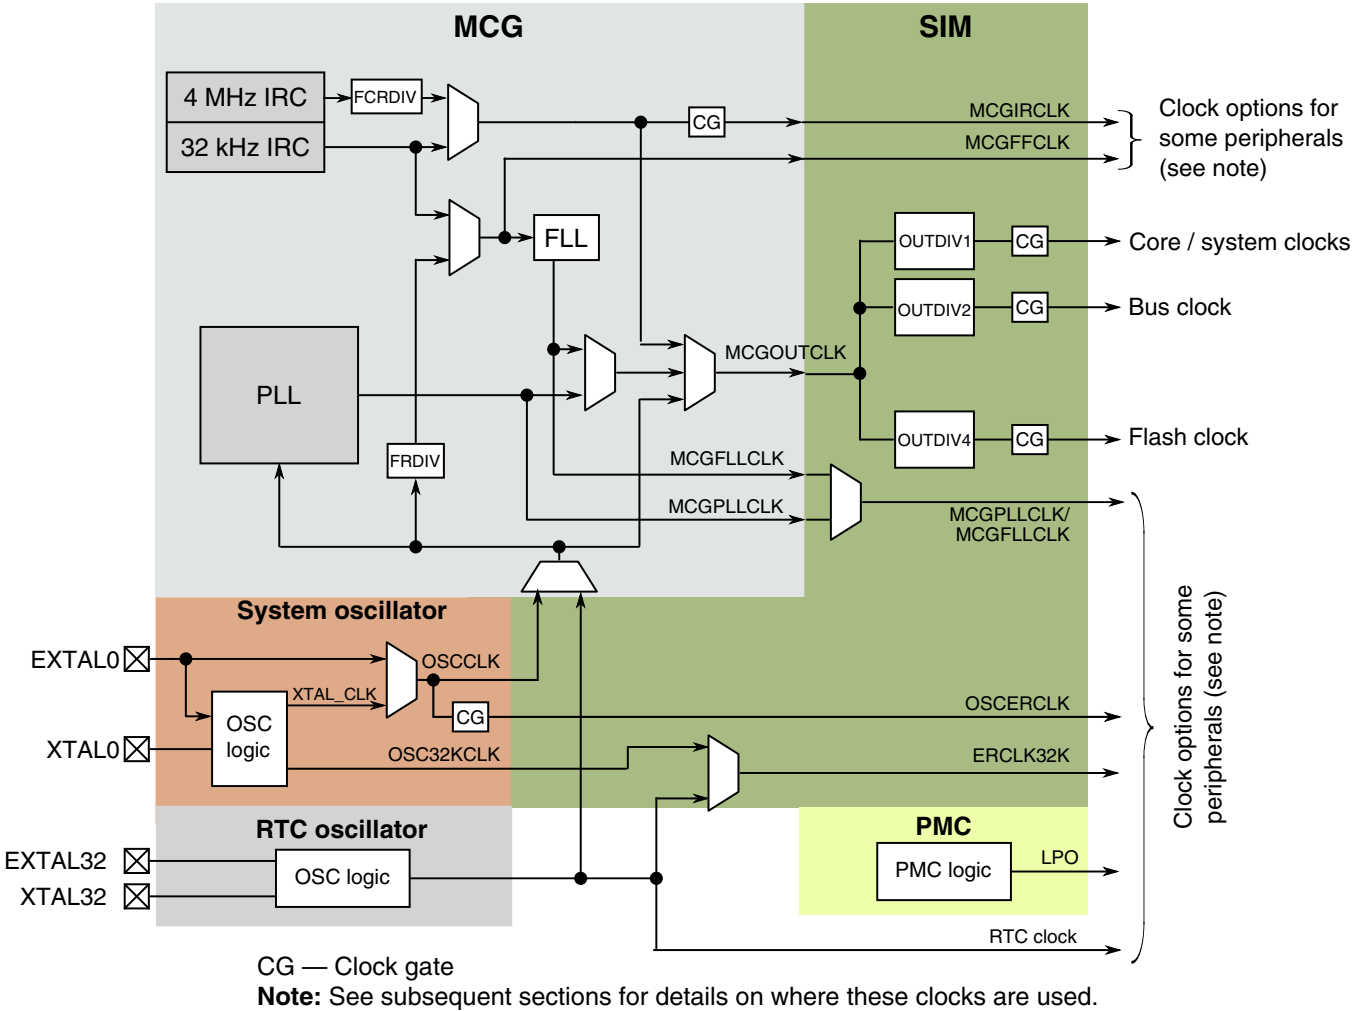 MCG
SIM
4 MHz IRC
FCRDIV
32 kHz IRC
CG
MCGIRCLK
MCGFFCLK
Clock options for
some peripherals
(see note)
FLL
OUTDIV1
CG
Core / system clocks
OUTDIV2
CG
Bus clock
PLL
MCGOUTCLK
OUTDIV4
CG
Flash clock
FRDIV
MCGFLLCLK
MCGPLLCLK
MCGPLLCLK/
MCGFLLCLK
System oscillator
EXTAL0
OSCCLK
XTAL_CLK
OSC
logic
CG
OSCERCLK
XTAL0
OSC32KCLK
ERCLK32K
Clock options for some
peripherals (see note)
RTC oscillator
PMC
EXTAL32
XTAL32
OSC logic
PMC logic
LPO
RTC clock
CG — Clock gate
Note: See subsequent sections for details on where these clocks are used.